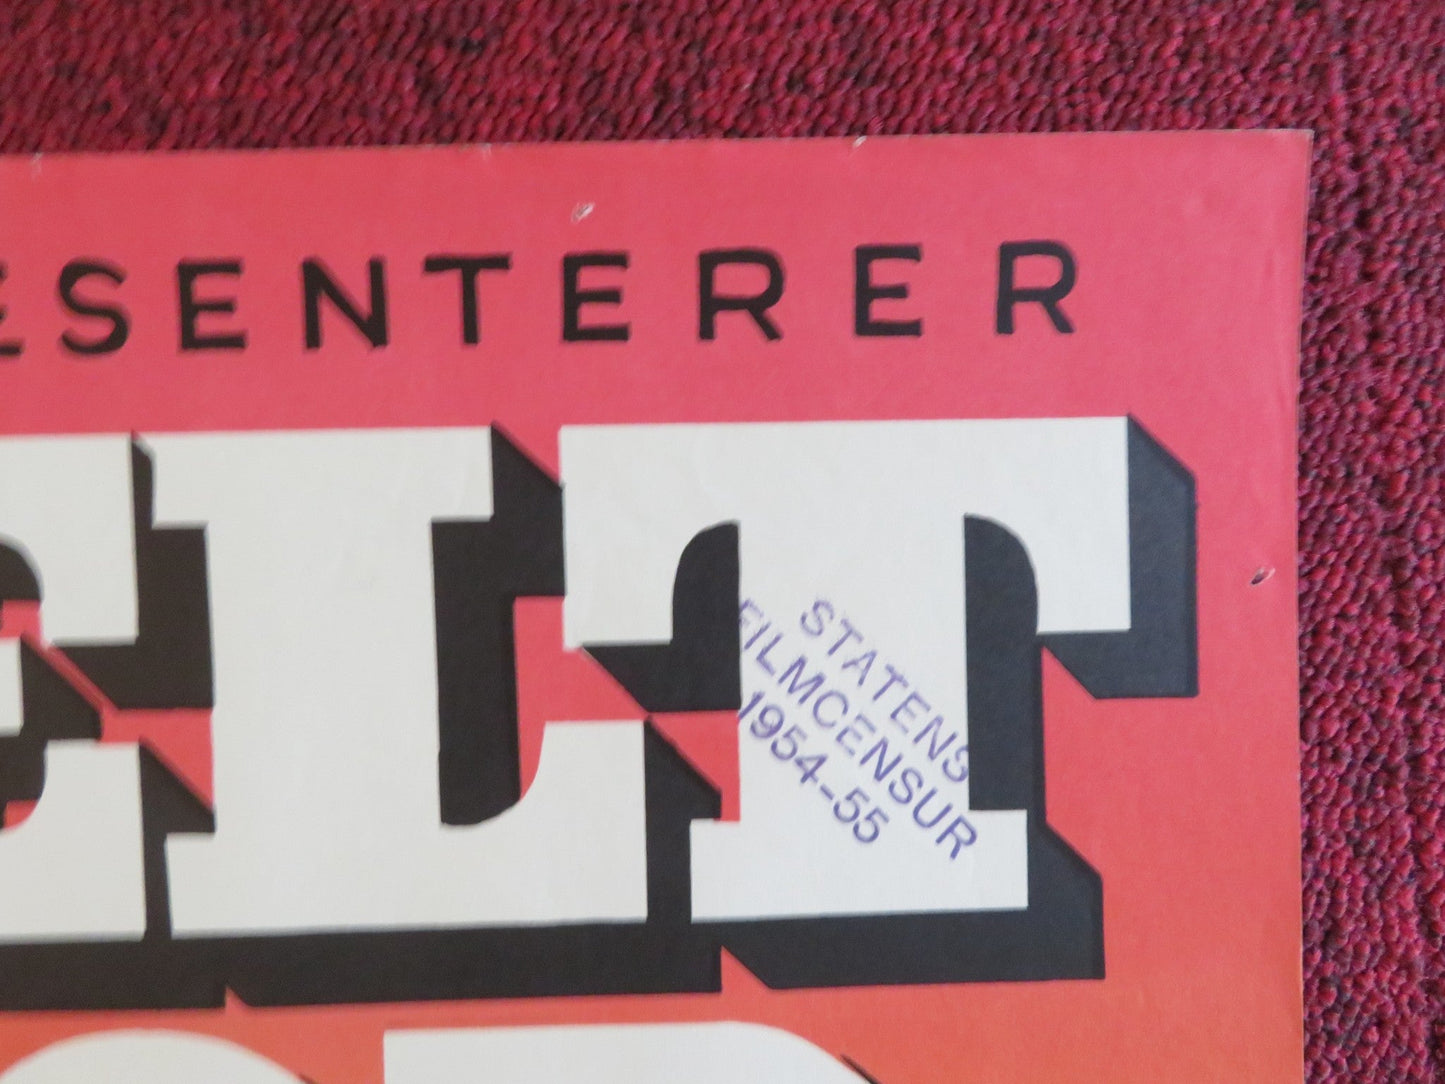 ESENTERER
ELT
STATENS
FILMCENSUR
1954-55